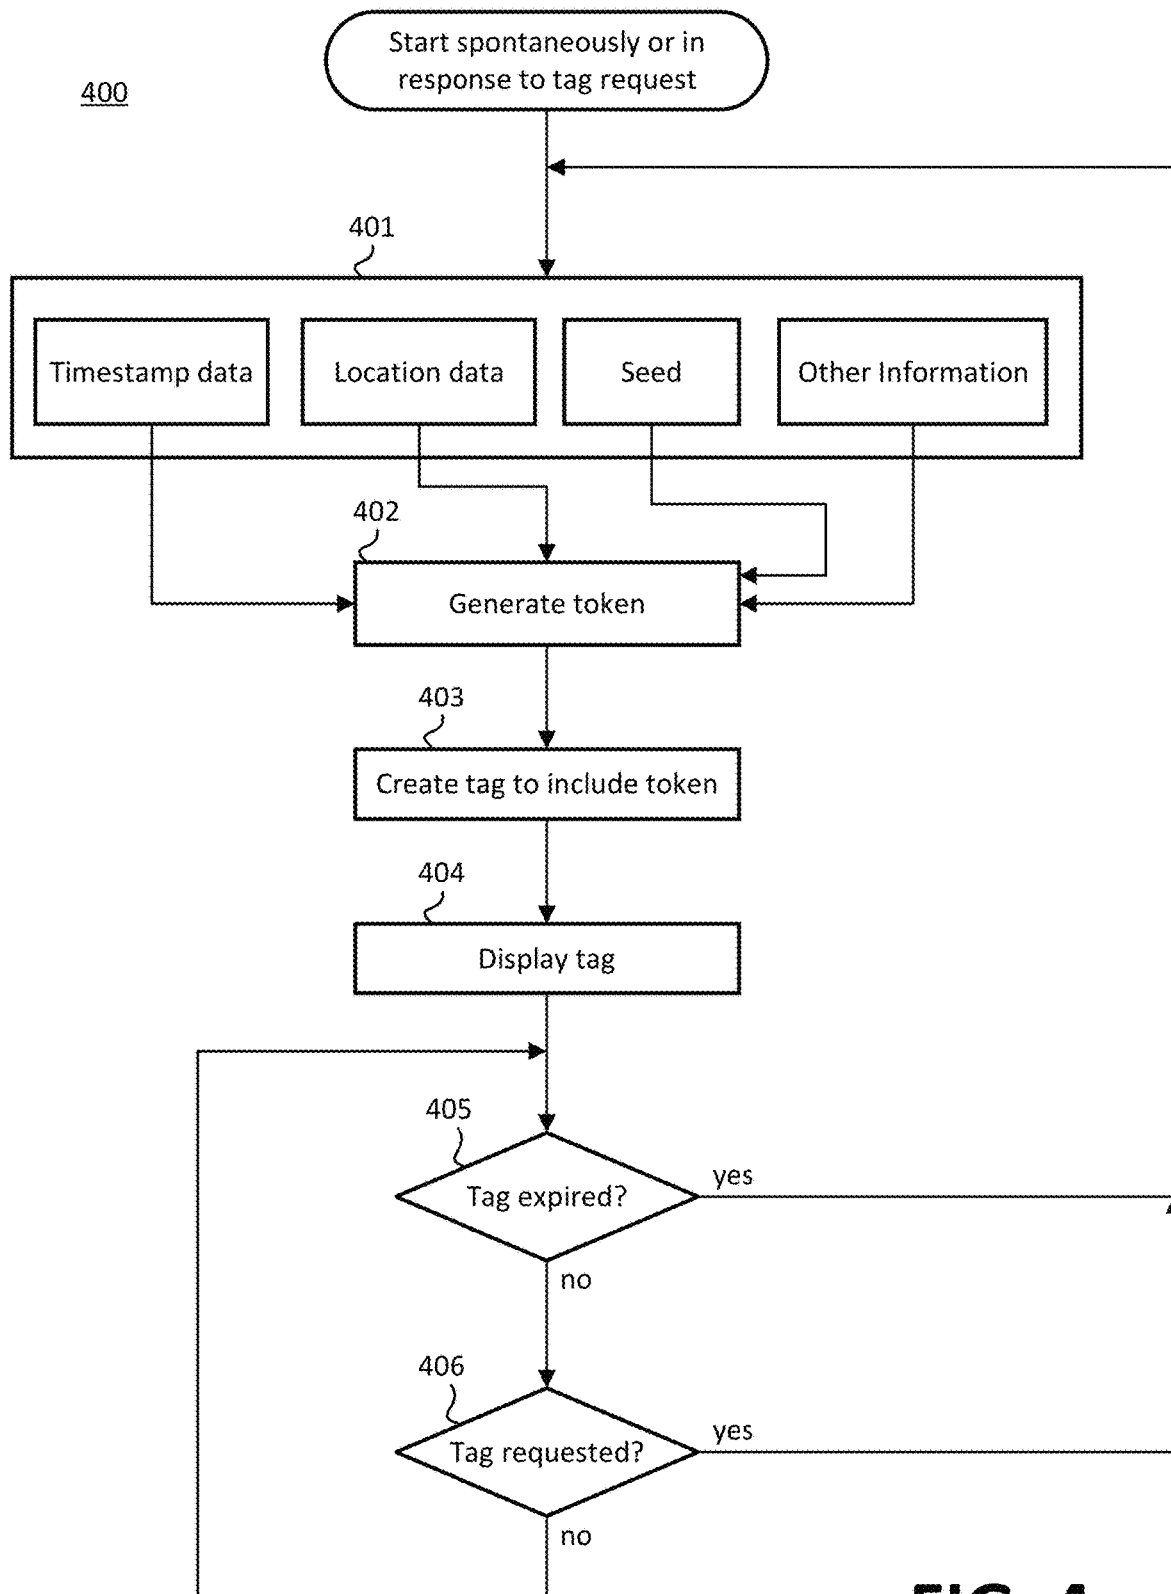 Start spontaneously or in
response to tag request
400
401
Timestamp data
Location data
Seed
Other Information
402
Generate token
403
Create tag to include token
404
Display tag
405
Tag expired?
yes
no
406
Tag requested?
yes
no